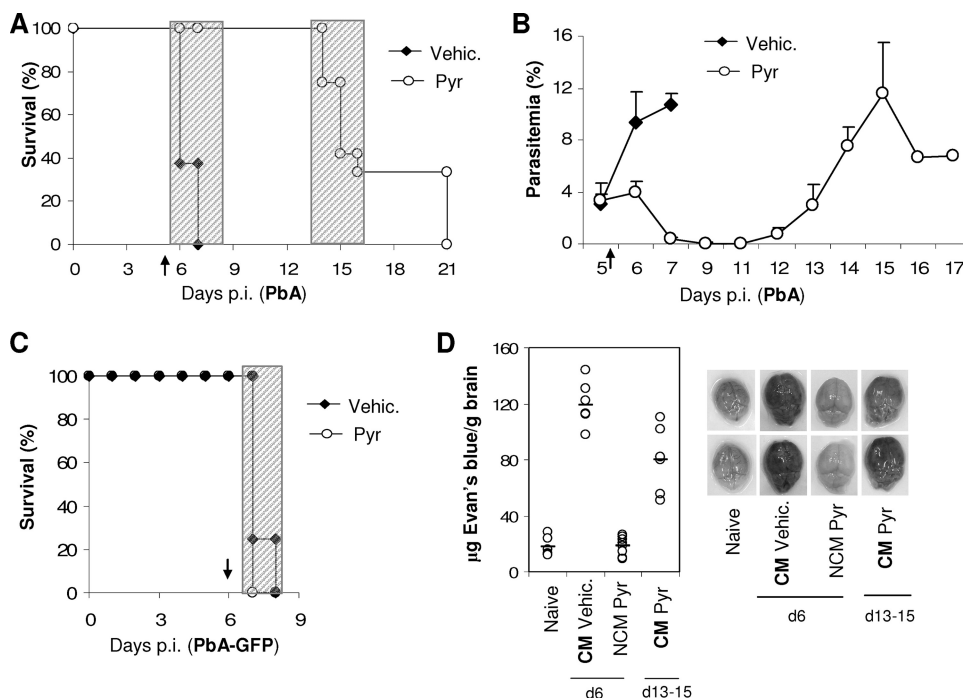 A
Survival (%)
100
80
60
40
20
0
0 3 6 9 12 15 18 21
Days p.i. (PbA)
Vehic.
Pyr
B
Parasitemia (%)
16
12
8
4
0
5 6 7 9 11 12 13 14 15 16 17
Days p.i. (PbA)
Vehic.
Pyr
C
Survival (%)
100
80
60
40
20
0
0 3 6 9
Days p.i. (PbA-GFP)
Vehic.
Pyr
D
µg Evan's blue/g brain
160
120
80
40
0
Naive
CM Vehic.
NCM Pyr
CM Pyr
d6
d13-15
Naive
CM Vehic.
NCM Pyr
CM Pyr
d6
d13-15